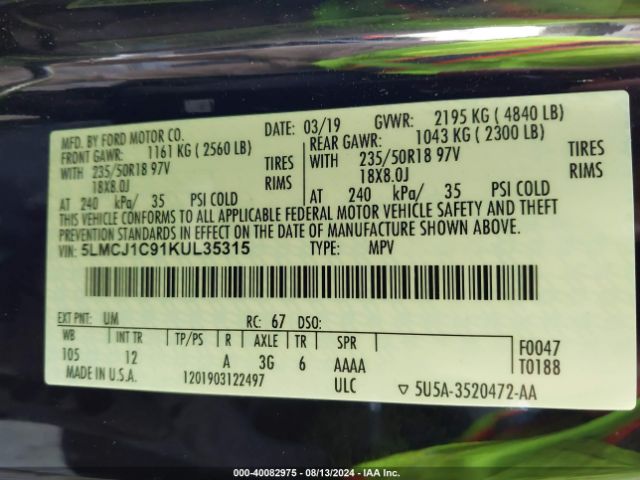 MFD. BY FORD MOTOR CO.
DATE: 03/19 GVWR: 2195 KG ( 4840 LB)
FRONT GAWR: 1161 KG ( 2560 LB) REAR GAWR: 1043 KG ( 2300 LB)
WITH 235/50R18 97V TIRES WITH 235/50R18 97V TIRES
18X8.0J RIMS 18X8.0J RIMS
AT 240 kPa/ 35 PSI COLD AT 240 kPa/ 35 PSI COLD
THIS VEHICLE CONFORMS TO ALL APPLICABLE FEDERAL MOTOR VEHICLE SAFETY AND THEFT
PREVENTION STANDARDS IN EFFECT ON THE DATE OF MANUFACTURE SHOWN ABOVE.
VIN: 5LMCJ1C91KUL35315 TYPE: MPV
EXT PNT: UM RC: 67 DSO:
WB INT TR TP/PS R AXLE TR SPR F0047
105 12 A 3G 6 AAAA T0188
MADE IN U.S.A. 1201903122497 ULC ▽ 5U5A-3520472-AA
000-40082975 - 08/13/2024 - IAA Inc.